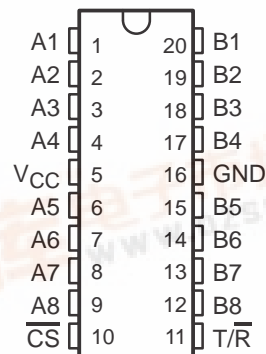 A1 1 20 B1
A2 2 19 B2
A3 3 18 B3
A4 4 17 B4
VCC 5 16 GND
A5 6 15 B5
A6 7 14 B6
A7 8 13 B7
A8 9 12 B8
C̅S̅ 10 11 T/R̅